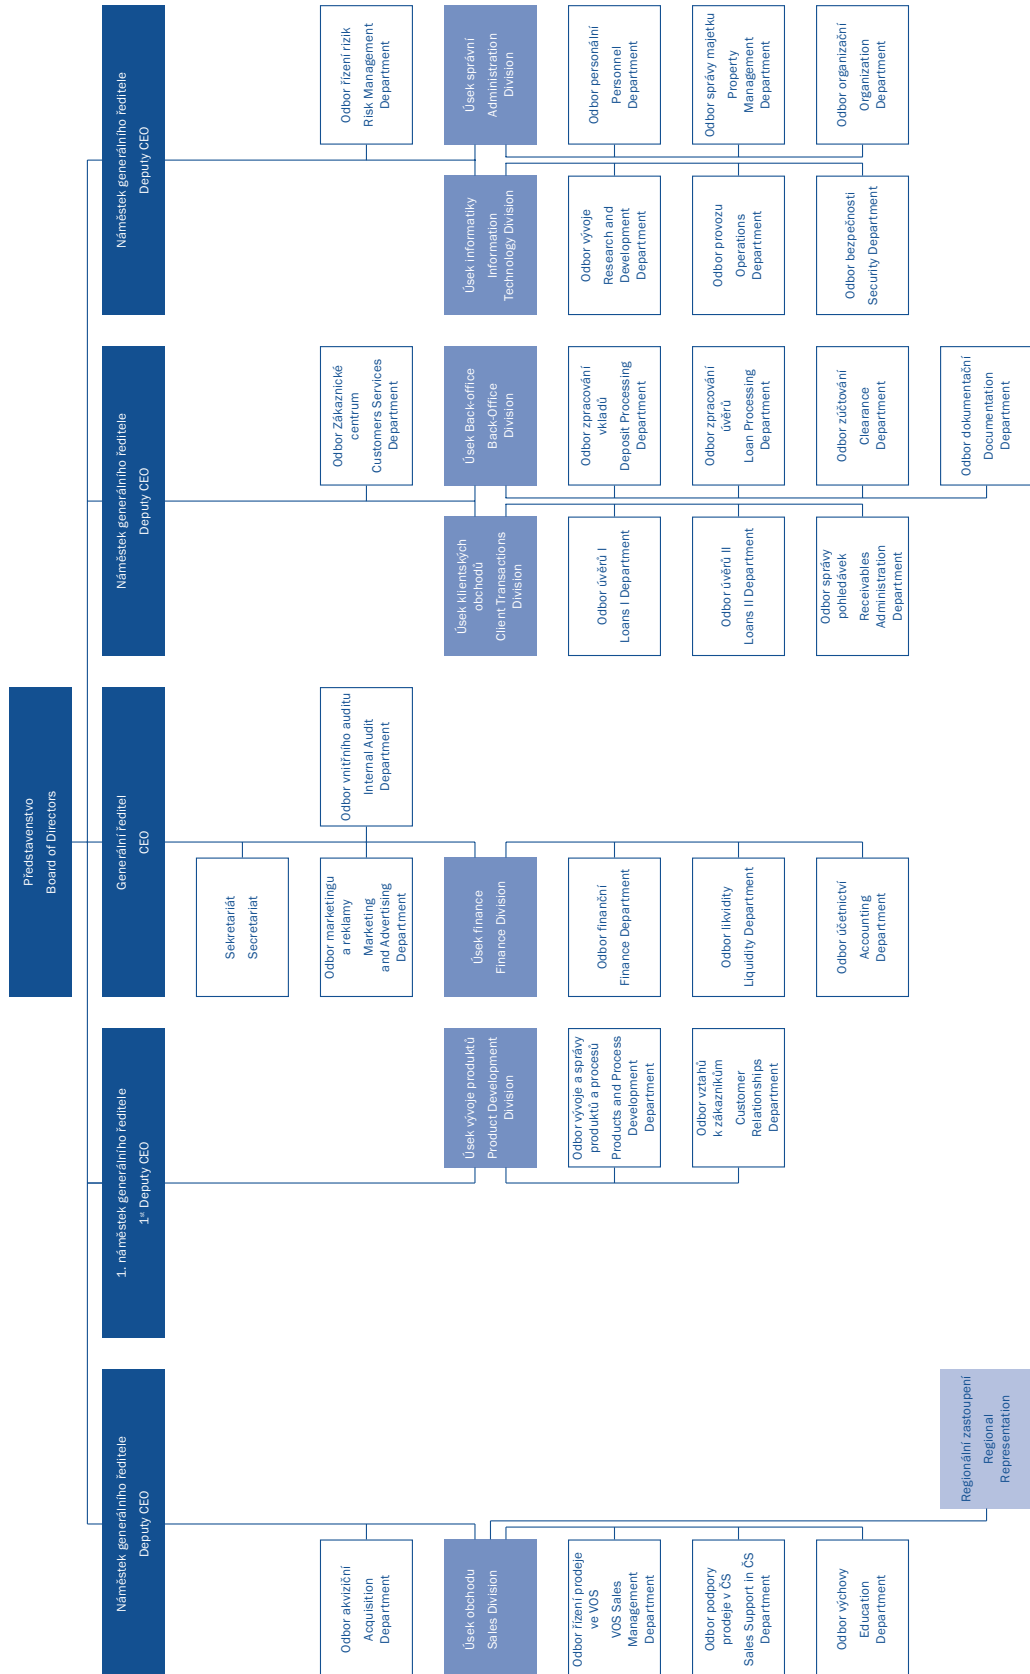 Představenstvo
Board of Directors
Náměstek generálního ředitele
Deputy CEO
1. náměstek generálního ředitele
1st Deputy CEO
Generální ředitel
CEO
Náměstek generálního ředitele
Deputy CEO
Náměstek generálního ředitele
Deputy CEO
Sekretariát
Secretariat
Odbor akviziční
Acquisition
Department
Odbor marketingu
a reklamy
Marketing
and Advertising
Department
Odbor vnitřního auditu
Internal Audit
Department
Odbor Zákaznické
centrum
Customers Services
Department
Odbor řízení rizik
Risk Management
Department
Úsek obchodu
Sales Division
Úsek vývoje produktů
Product Development
Division
Úsek finance
Finance Division
Úsek klientských
obchodů
Client Transactions
Division
Úsek Back-office
Back-Office
Division
Úsek informatiky
Information
Technology Division
Úsek správní
Administration
Division
Odbor řízení prodeje
ve VOS
VOS Sales
Management
Department
Odbor vývoje a správy
produktů a procesů
Products and Process
Development
Department
Odbor finanční
Finance Department
Odbor úvěrů I
Loans I Department
Odbor zpracování
vkladů
Deposit Processing
Department
Odbor vývoje
Research and
Development
Department
Odbor personální
Personnel
Department
Odbor podpory
prodeje v ČS
Sales Support in ČS
Department
Odbor vztahů
k zákazníkům
Customer
Relationships
Department
Odbor likvidity
Liquidity Department
Odbor úvěrů II
Loans II Department
Odbor zpracování
úvěrů
Loan Processing
Department
Odbor provozu
Operations
Department
Odbor správy majetku
Property
Management
Department
Odbor výchovy
Education
Department
Odbor účetnictví
Accounting
Department
Odbor správy
pohledávek
Receivables
Administration
Department
Odbor zúčtování
Clearance
Department
Odbor bezpečnosti
Security Department
Odbor organizační
Organization
Department
Regionální zastoupení
Regional
Representation
Odbor dokumentační
Documentation
Department